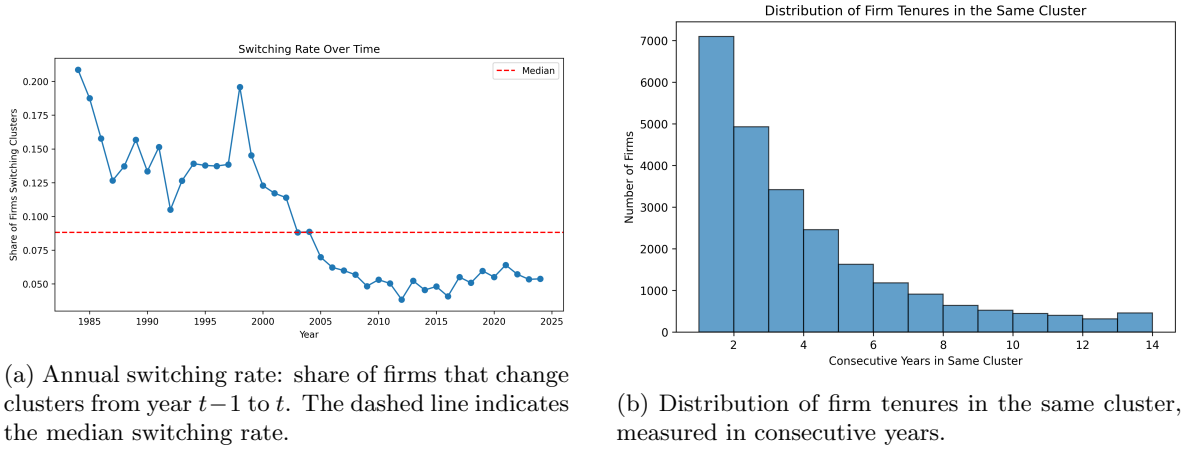 Switching Rate Over Time
Median
0.200
0.175
0.150
0.125
0.100
0.075
0.050
Share of Firms Switching Clusters
1985 1990 1995 2000 2005 2010 2015 2020 2025
Year
(a) Annual switching rate: share of firms that change
clusters from year t−1 to t. The dashed line indicates
the median switching rate.
Distribution of Firm Tenures in the Same Cluster
7000
6000
5000
4000
3000
2000
1000
0
Number of Firms
2 4 6 8 10 12 14
Consecutive Years in Same Cluster
(b) Distribution of firm tenures in the same cluster,
measured in consecutive years.